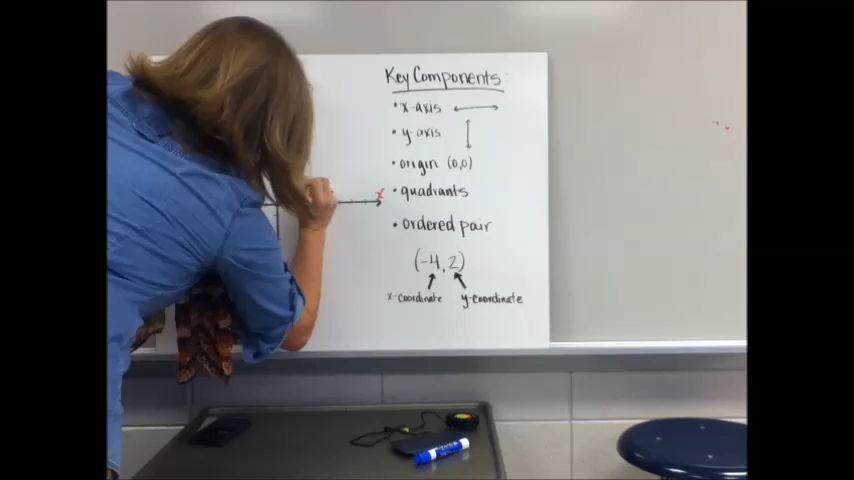 Key Components
• x-axis
• y-axis
• origin (0,0)
x
• quadrants
• ordered pair
(-4, 2)
x-coordinate y-coordinate